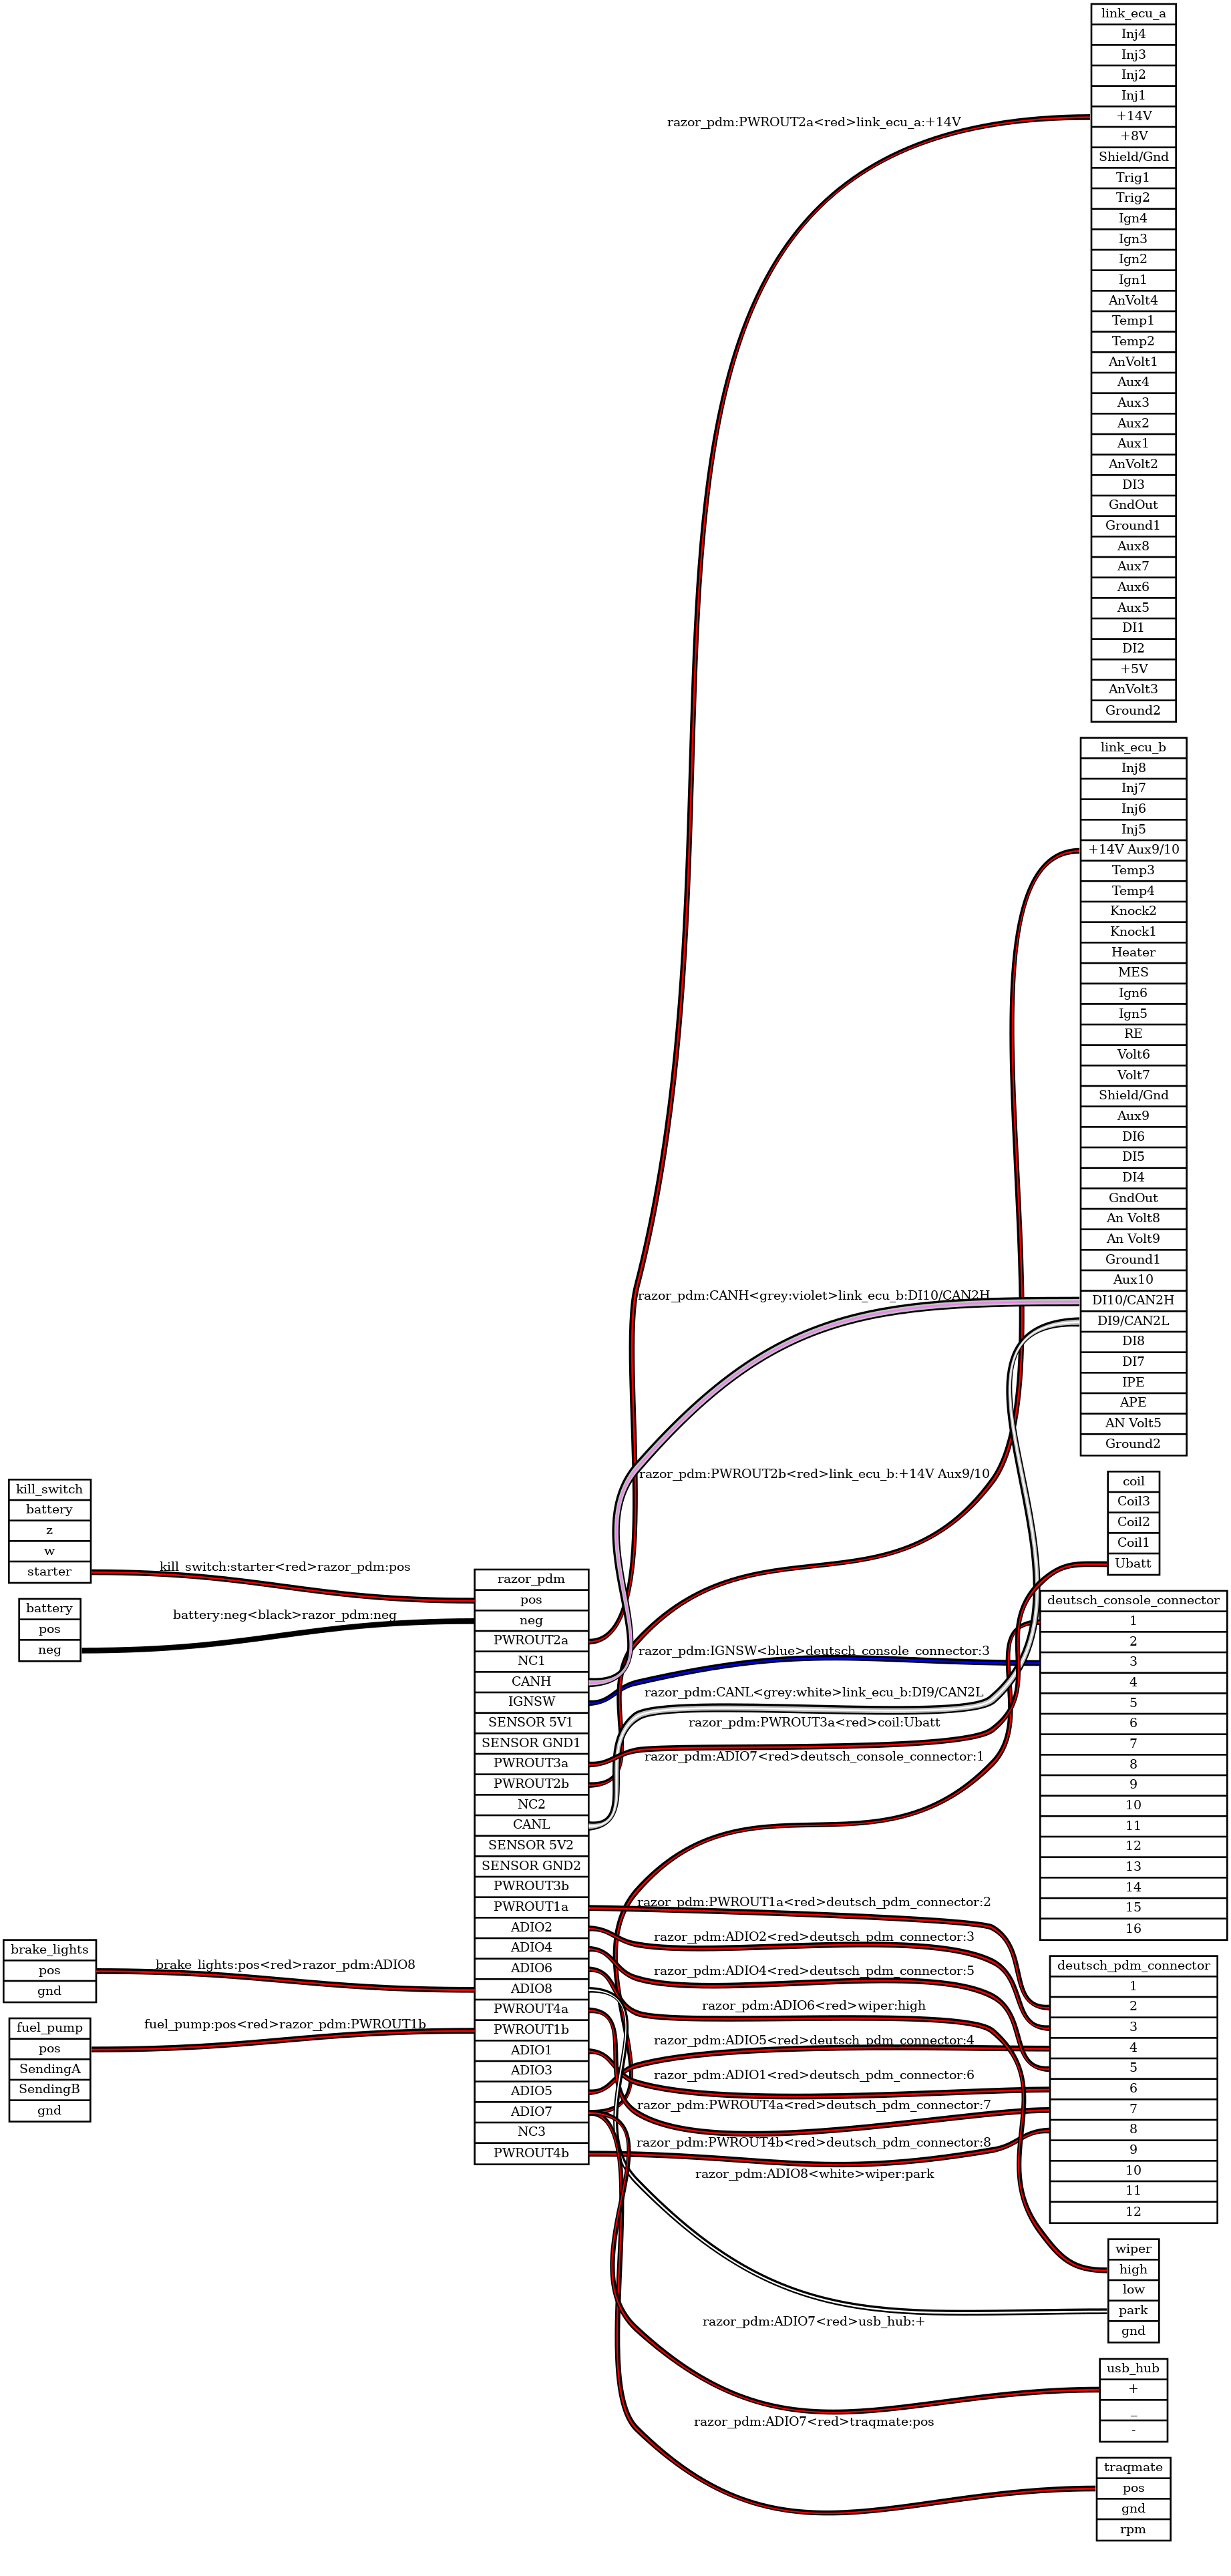 link_ecu_a
Inj4
Inj3
Inj2
Inj1
+14V
+8V
Shield/Gnd
Trig1
Trig2
Ign4
Ign3
Ign2
Ign1
AnVolt4
Temp1
Temp2
AnVolt1
Aux4
Aux3
Aux2
Aux1
AnVolt2
DI3
GndOut
Ground1
Aux8
Aux7
Aux6
Aux5
DI1
DI2
+5V
AnVolt3
Ground2
link_ecu_b
Inj8
Inj7
Inj6
Inj5
+14V Aux9/10
Temp3
Temp4
Knock2
Knock1
Heater
MES
Ign6
Ign5
RE
Volt6
Volt7
Shield/Gnd
Aux9
DI6
DI5
DI4
GndOut
An Volt8
An Volt9
Ground1
Aux10
DI10/CAN2H
DI9/CAN2L
DI8
DI7
IPE
APE
AN Volt5
Ground2
coil
Coil3
Coil2
Coil1
Ubatt
deutsch_console_connector
1
2
3
4
5
6
7
8
9
10
11
12
13
14
15
16
deutsch_pdm_connector
1
2
3
4
5
6
7
8
9
10
11
12
wiper
high
low
park
gnd
usb_hub
+
_
-
traqmate
pos
gnd
rpm
kill_switch
battery
z
w
starter
battery
pos
neg
brake_lights
pos
gnd
fuel_pump
pos
SendingA
SendingB
gnd
razor_pdm
pos
neg
PWROUT2a
NC1
CANH
IGNSW
SENSOR 5V1
SENSOR GND1
PWROUT3a
PWROUT2b
NC2
CANL
SENSOR 5V2
SENSOR GND2
PWROUT3b
PWROUT1a
ADIO2
ADIO4
ADIO6
ADIO8
PWROUT4a
PWROUT1b
ADIO1
ADIO3
ADIO5
ADIO7
NC3
PWROUT4b
kill_switch:starter<red>razor_pdm:pos
battery:neg<black>razor_pdm:neg
brake_lights:pos<red>razor_pdm:ADIO8
fuel_pump:pos<red>razor_pdm:PWROUT1b
razor_pdm:PWROUT2a<red>link_ecu_a:+14V
razor_pdm:CANH<grey:violet>link_ecu_b:DI10/CAN2H
razor_pdm:PWROUT2b<red>link_ecu_b:+14V Aux9/10
razor_pdm:IGNSW<blue>deutsch_console_connector:3
razor_pdm:CANL<grey:white>link_ecu_b:DI9/CAN2L
razor_pdm:PWROUT3a<red>coil:Ubatt
razor_pdm:ADIO7<red>deutsch_console_connector:1
razor_pdm:PWROUT1a<red>deutsch_pdm_connector:2
razor_pdm:ADIO2<red>deutsch_pdm_connector:3
razor_pdm:ADIO4<red>deutsch_pdm_connector:5
razor_pdm:ADIO6<red>wiper:high
razor_pdm:ADIO5<red>deutsch_pdm_connector:4
razor_pdm:ADIO1<red>deutsch_pdm_connector:6
razor_pdm:PWROUT4a<red>deutsch_pdm_connector:7
razor_pdm:PWROUT4b<red>deutsch_pdm_connector:8
razor_pdm:ADIO8<white>wiper:park
razor_pdm:ADIO7<red>usb_hub:+
razor_pdm:ADIO7<red>traqmate:pos